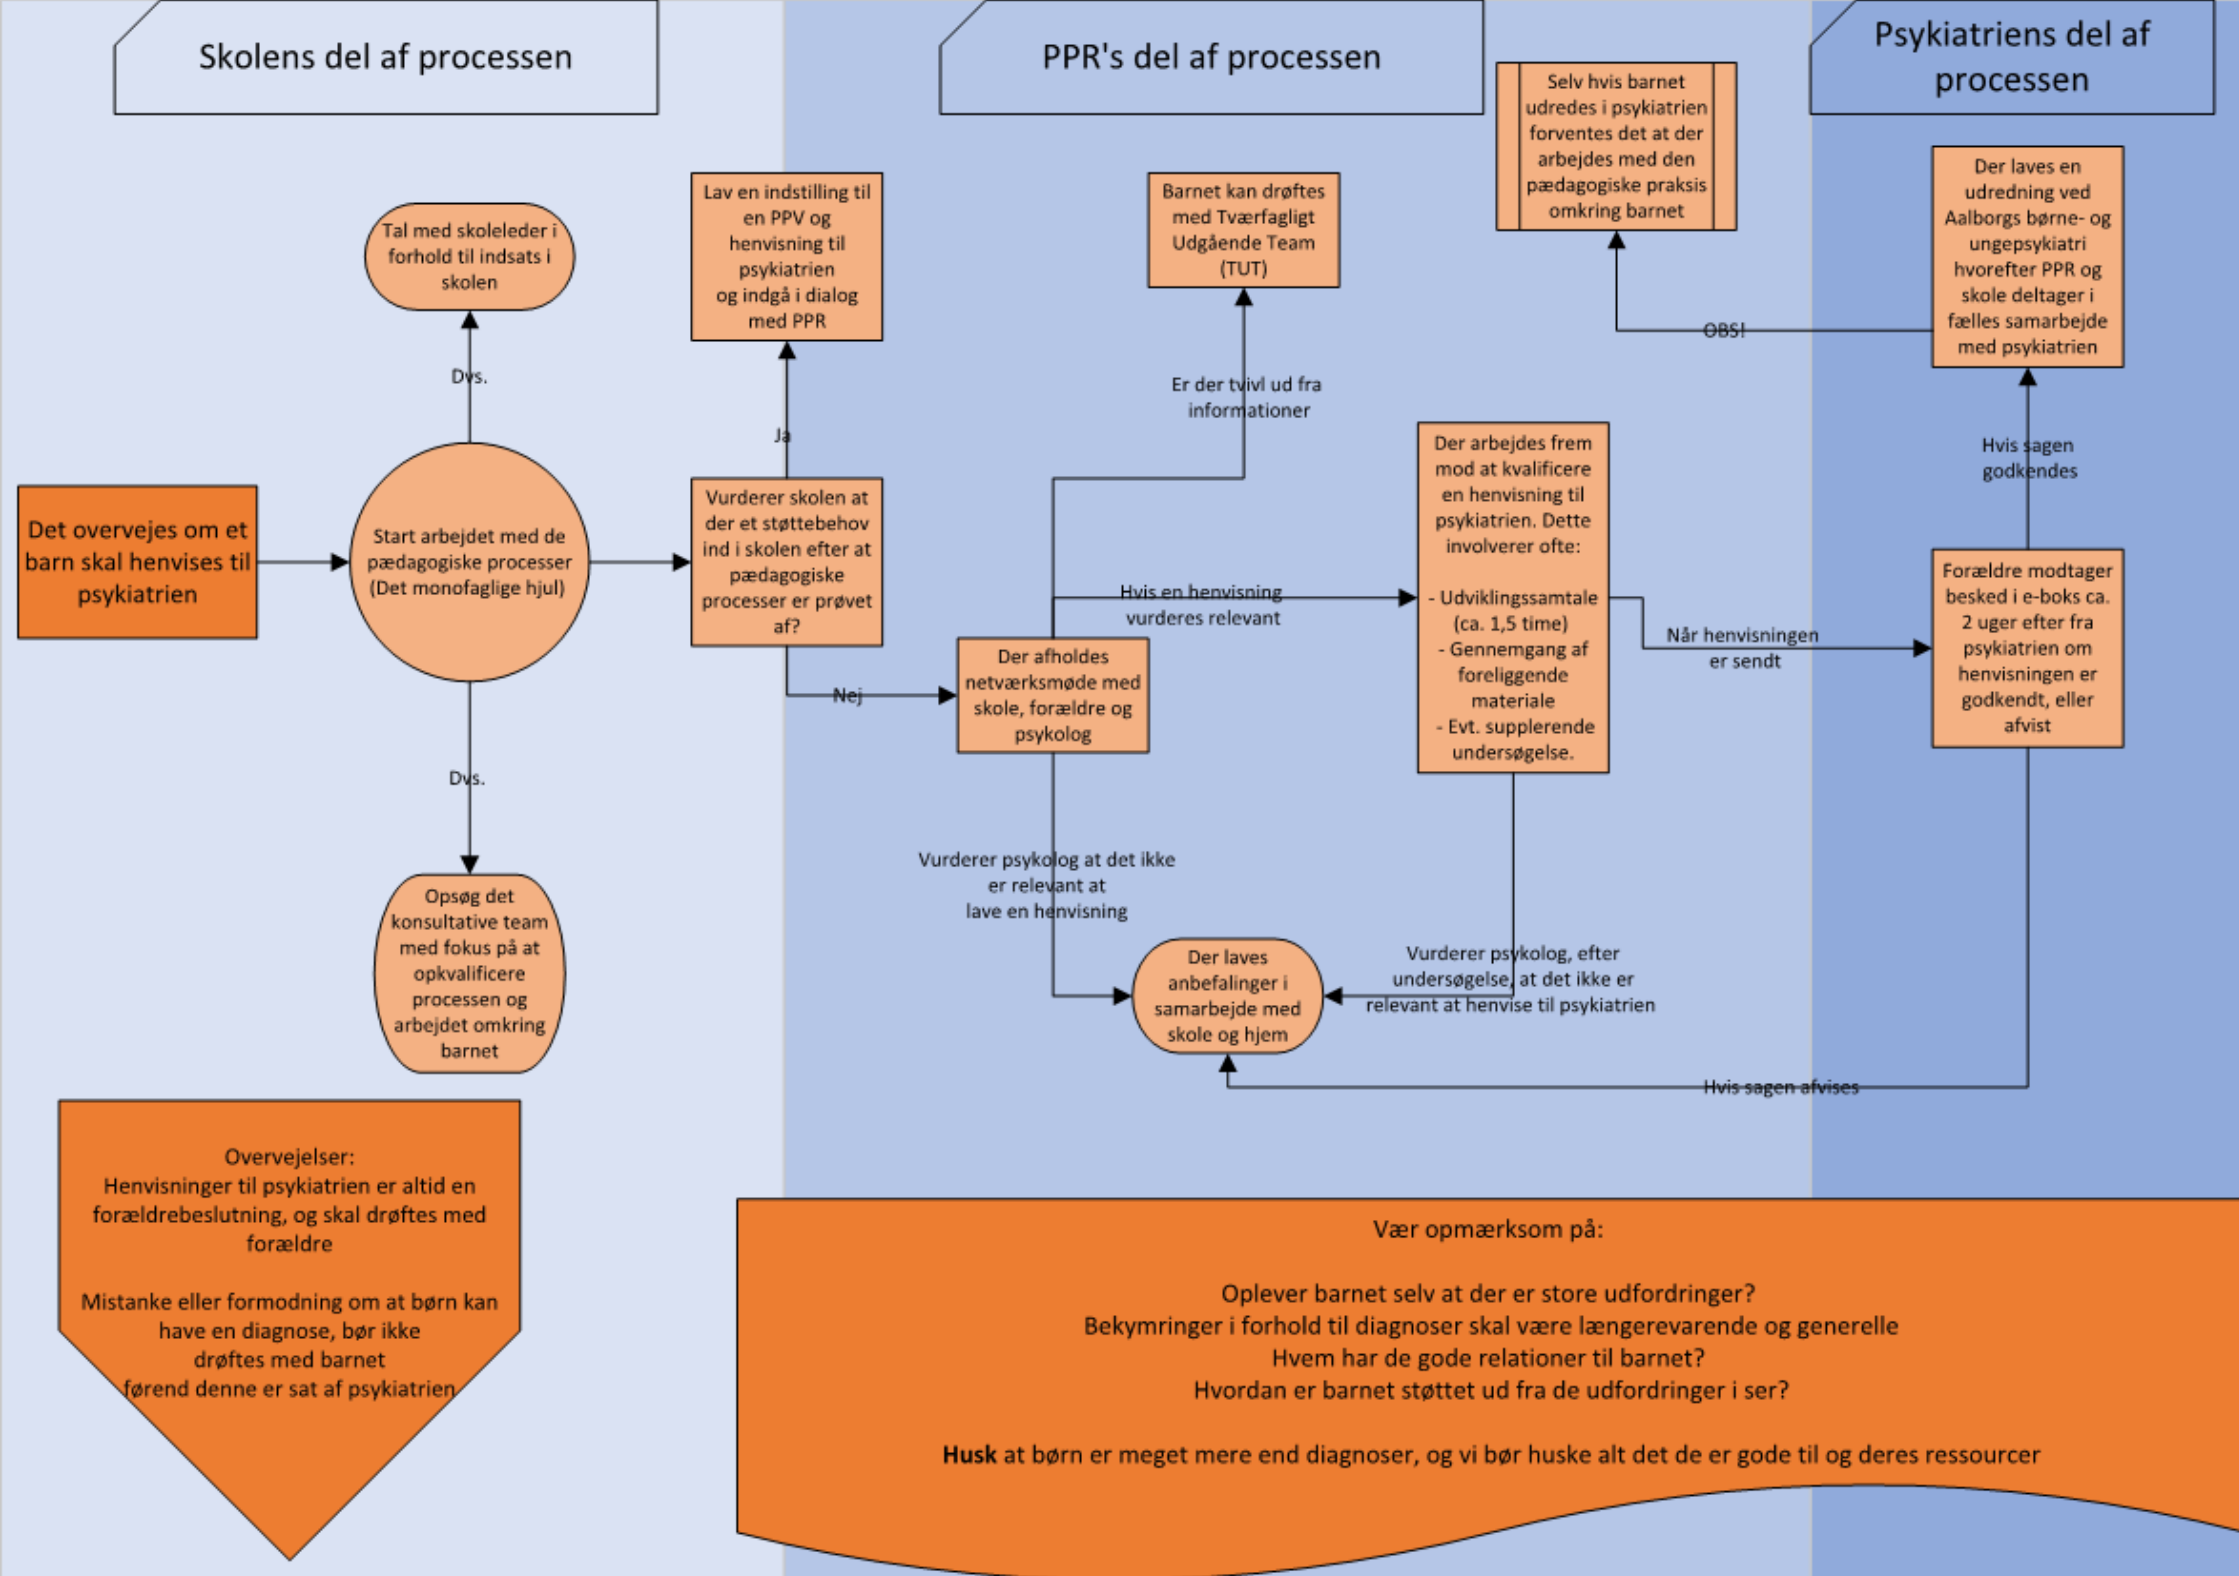 Skolens del af processen
PPR's del af processen
Psykiatriens del af
processen
Det overvejes om et
barn skal henvises til
psykiatrien
Tal med skoleleder i
forhold til indsats i
skolen
Dvs.
Start arbejdet med de
pædagogiske processer
(Det monofaglige hjul)
Dvs.
Opsøg det
konsultative team
med fokus på at
opkvalificere
processen og
arbejdet omkring
barnet
Lav en indstilling til
en PPV og
henvisning til
psykiatrien
og indgå i dialog
med PPR
Ja
Vurderer skolen at
der et støttebehov
ind i skolen efter at
pædagogiske
processer er prøvet
af?
Nej
Der afholdes
netværksmøde med
skole, forældre og
psykolog
Barnet kan drøftes
med Tværfagligt
Udgående Team
(TUT)
Er der tvivl ud fra
informationer
Hvis en henvisning
vurderes relevant
Der arbejdes frem
mod at kvalificere
en henvisning til
psykiatrien. Dette
involverer ofte:
- Udviklingssamtale
(ca. 1,5 time)
- Gennemgang af
foreliggende
materiale
- Evt. supplerende
undersøgelse.
Vurderer psykolog at det ikke
er relevant at
lave en henvisning
Der laves
anbefalinger i
samarbejde med
skole og hjem
Vurderer psykolog, efter
undersøgelse, at det ikke er
relevant at henvise til psykiatrien
Når henvisningen
er sendt
Forældre modtager
besked i e-boks ca.
2 uger efter fra
psykiatrien om
henvisningen er
godkendt, eller
afvist
Hvis sagen
godkendes
Der laves en
udredning ved
Aalborgs børne- og
ungepsykiatri
hvorefter PPR og
skole deltager i
fælles samarbejde
med psykiatrien
OBS!
Selv hvis barnet
udredes i psykiatrien
forventes det at der
arbejdes med den
pædagogiske praksis
omkring barnet
Hvis sagen afvises
Overvejelser:
Henvisninger til psykiatrien er altid en
forældrebeslutning, og skal drøftes med
forældre
Mistanke eller formodning om at børn kan
have en diagnose, bør ikke
drøftes med barnet
førend denne er sat af psykiatrien
Vær opmærksom på:
Oplever barnet selv at der er store udfordringer?
Bekymringer i forhold til diagnoser skal være længerevarende og generelle
Hvem har de gode relationer til barnet?
Hvordan er barnet støttet ud fra de udfordringer i ser?
Husk at børn er meget mere end diagnoser, og vi bør huske alt det de er gode til og deres ressourcer